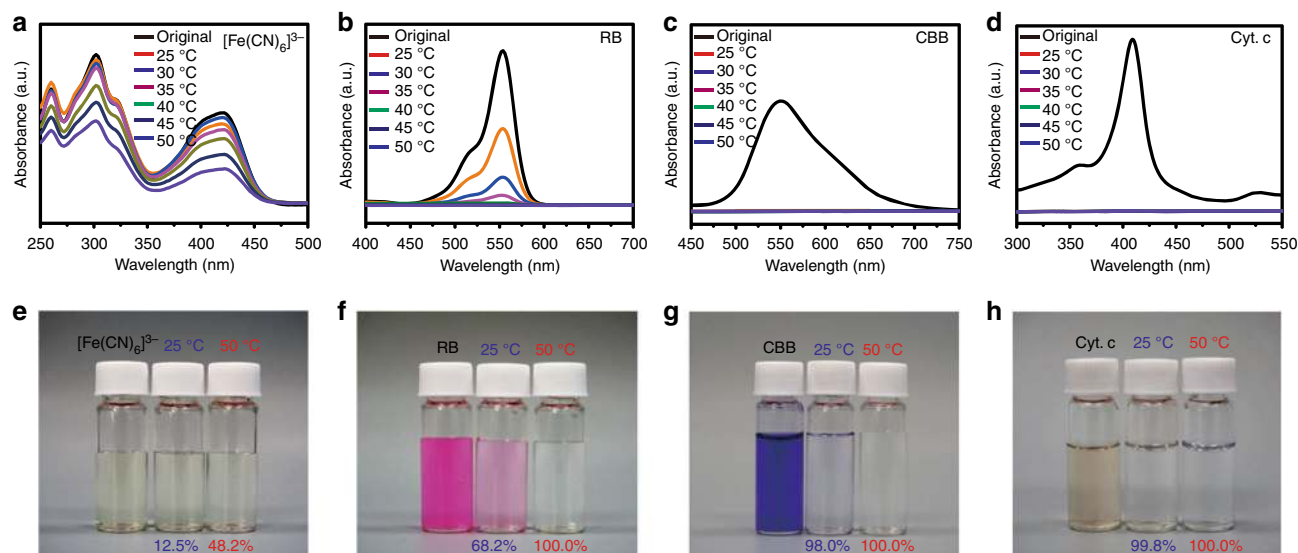 a
Original
[Fe(CN)6]3−
25 °C
30 °C
35 °C
40 °C
45 °C
50 °C
Absorbance (a.u.)
250 300 350 400 450 500
Wavelength (nm)
b
Original
RB
25 °C
30 °C
35 °C
40 °C
45 °C
50 °C
Absorbance (a.u.)
400 450 500 550 600 650 700
Wavelength (nm)
c
Original
CBB
25 °C
30 °C
35 °C
40 °C
45 °C
50 °C
Absorbance (a.u.)
450 500 550 600 650 700 750
Wavelength (nm)
d
Original
Cyt. c
25 °C
30 °C
35 °C
40 °C
45 °C
50 °C
Absorbance (a.u.)
300 350 400 450 500 550
Wavelength (nm)
e
[Fe(CN)6]3− 25 °C 50 °C
12.5% 48.2%
f
RB 25 °C 50 °C
68.2% 100.0%
g
CBB 25 °C 50 °C
98.0% 100.0%
h
Cyt. c 25 °C 50 °C
99.8% 100.0%